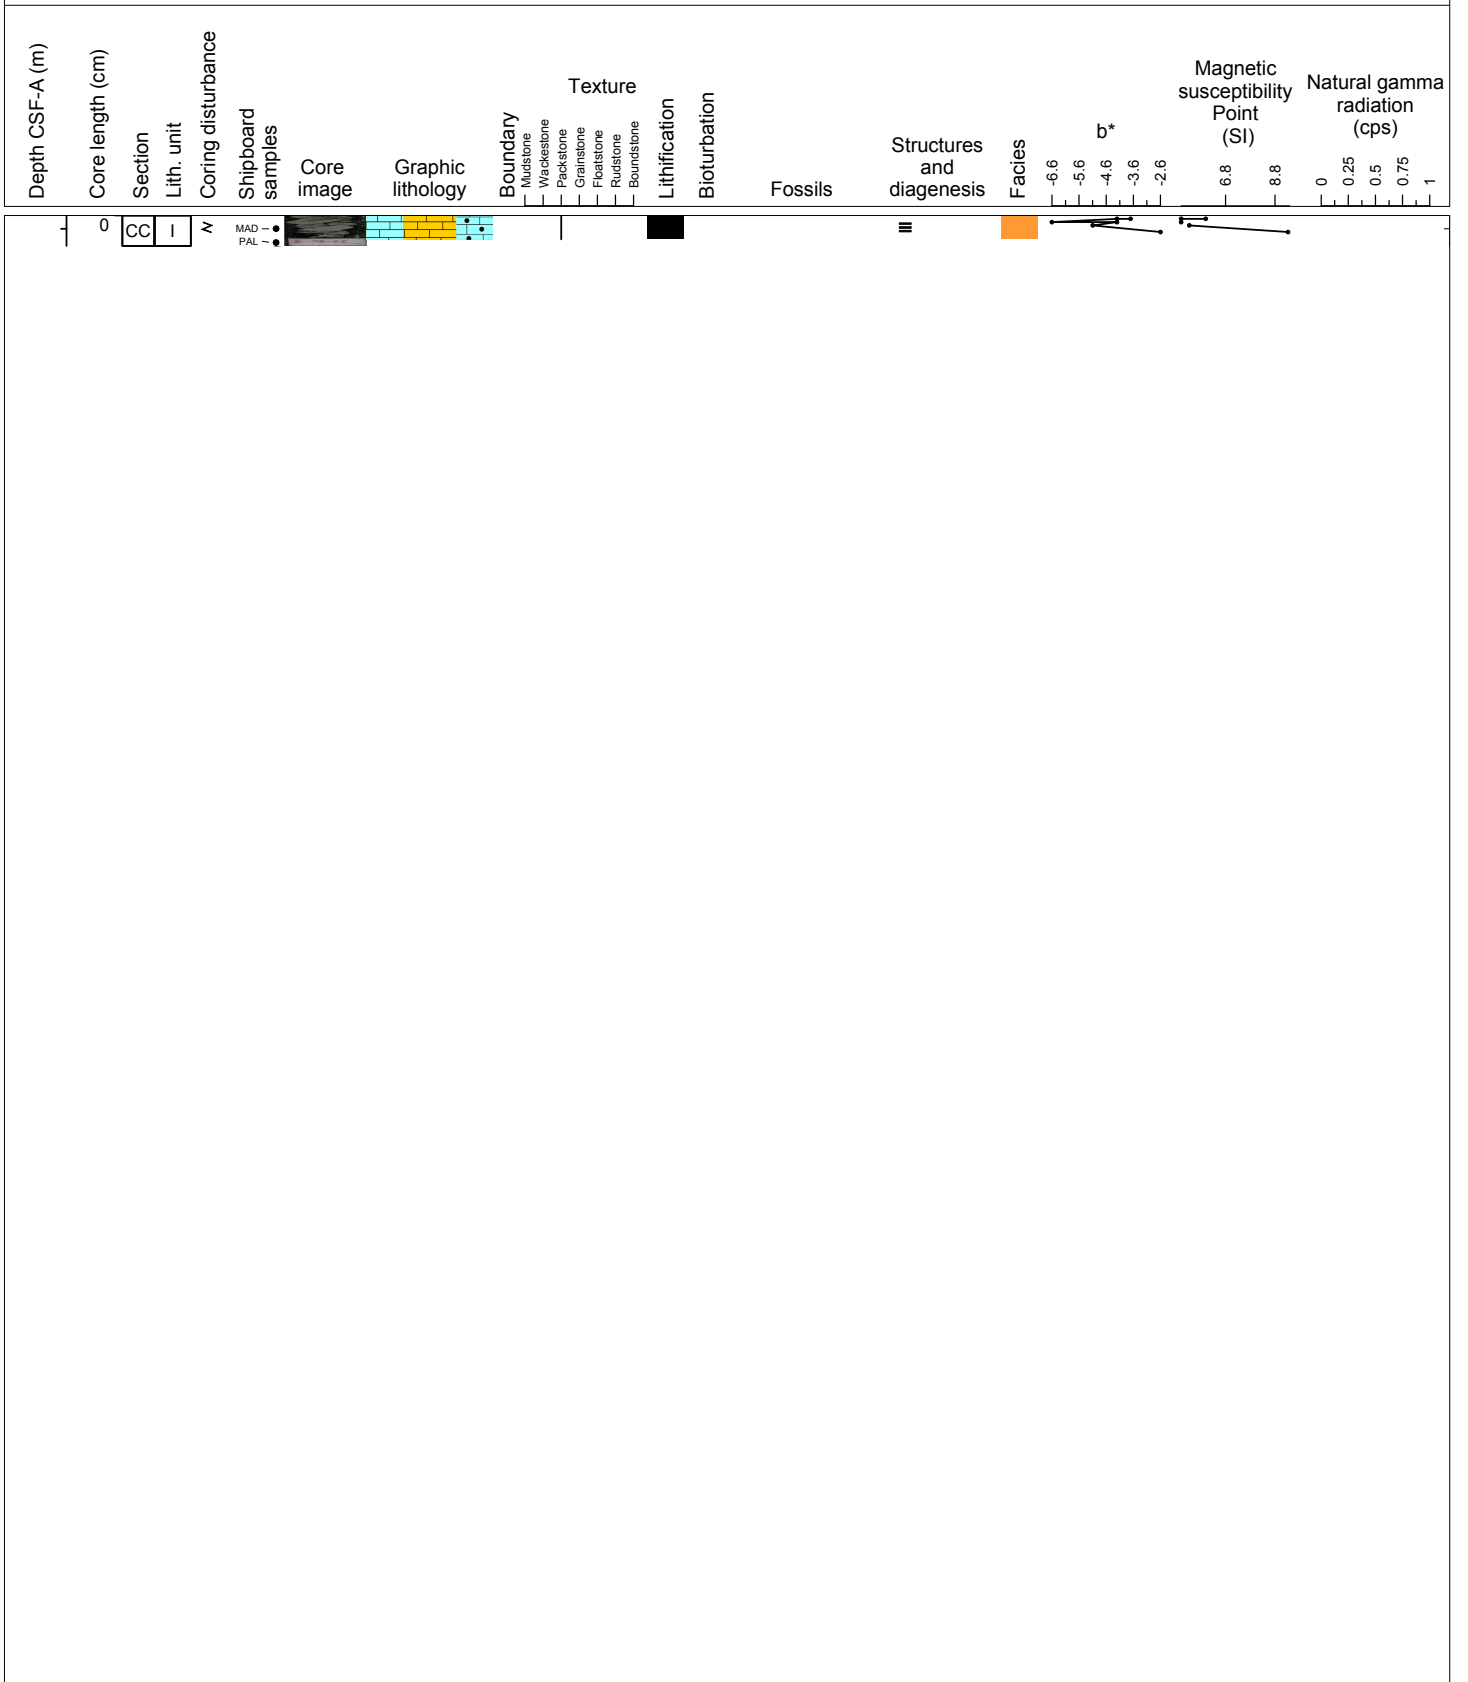 Depth CSF-A (m)
Core length (cm)
Section
Lith. unit
Coring disturbance
Shipboard
samples
Core
image
Graphic
lithology
Boundary
Texture
Mudstone
Wackestone
Packstone
Grainstone
Floatstone
Rudstone
Boundstone
Lithification
Bioturbation
Fossils
Structures
and
diagenesis
Facies
b*
-6.6
-5.6
-4.6
-3.6
-2.6
Magnetic
susceptibility
Point
(SI)
6.8
8.8
Natural gamma
radiation
(cps)
0
0.25
0.5
0.75
1
0
CC
I
MAD
PAL